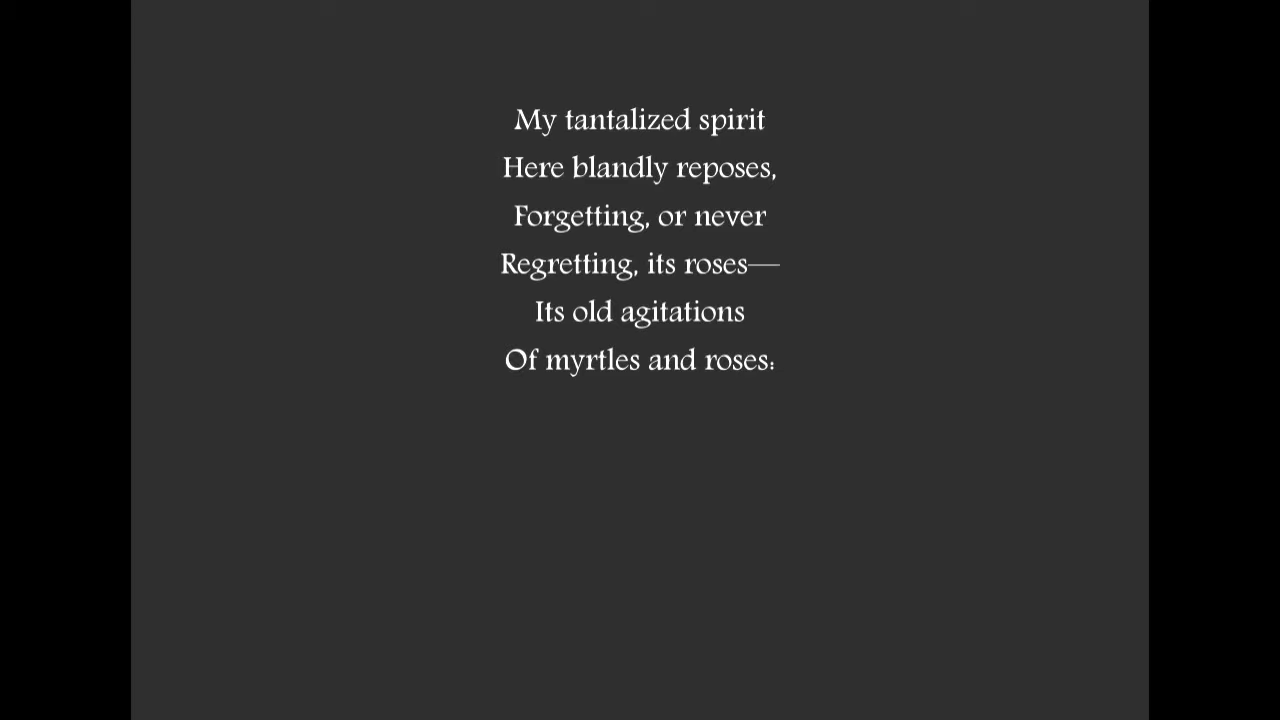 My tantalized spirit
Here blandly reposes,
Forgetting, or never
Regretting, its roses—
Its old agitations
Of myrtles and roses: